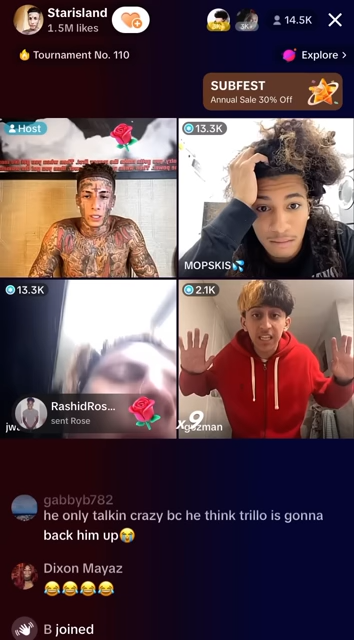 Starisland
1.5M likes
3K+
14.5K
Tournament No. 110
Explore >
SUBFEST
Annual Sale 30% Off
Host
13.3K
MOPSKIS💦
13.3K
2.1K
RashidRos...
sent Rose
x9
gabbyb782
he only talkin crazy bc he think trillo is gonna
back him up😭
Dixon Mayaz
😂😂😂😂
B joined